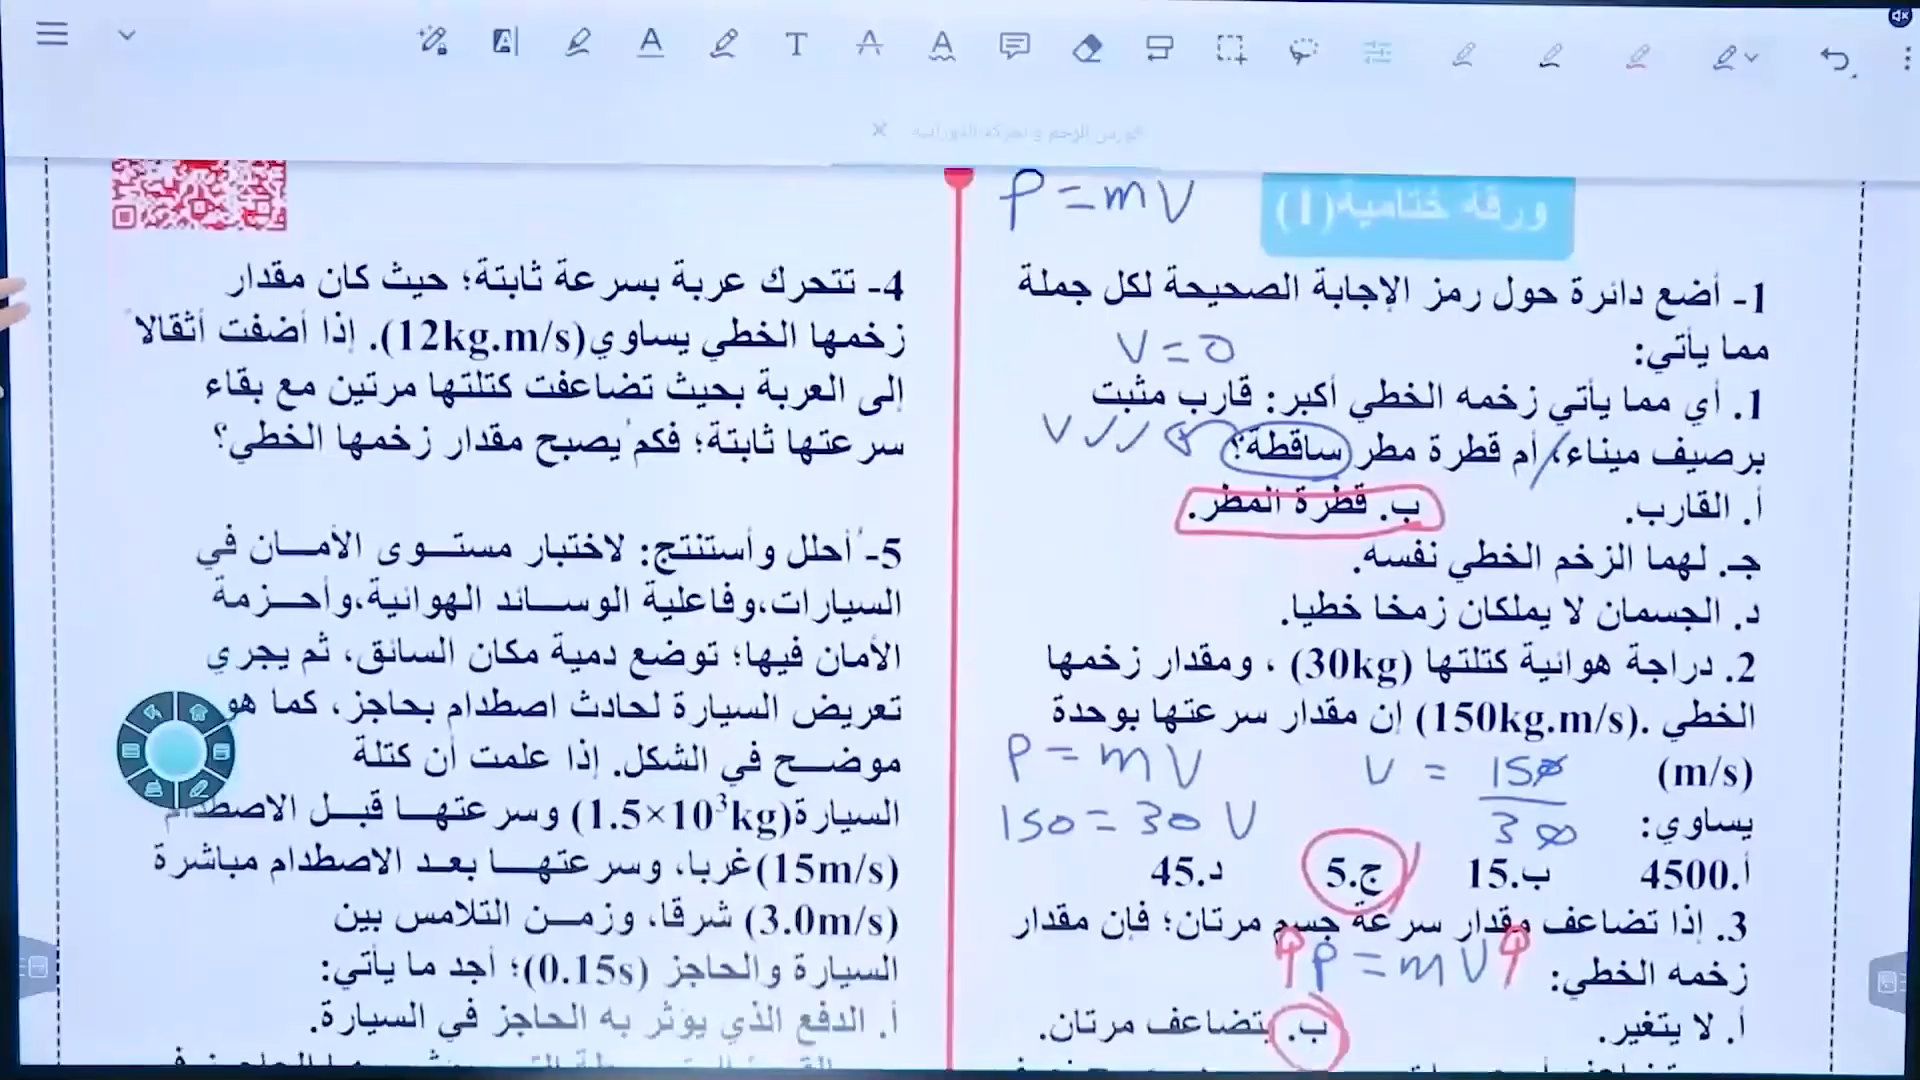 P = mV
ورقة ختامية(1)
1- أضع دائرة حول رمز الإجابة الصحيحة لكل جملة
مما يأتي:
V = 0
1. أي مما يأتي زخمه الخطي أكبر: قارب مثبت
برصيف ميناء، أم قطرة مطر ساقطة؟
V ✓✓
أ. القارب.
ب. قطرة المطر.
جـ. لهما الزخم الخطي نفسه.
د. الجسمان لا يملكان زمخا خطيا.
2. دراجة هوائية كتلتها (30kg) ، ومقدار زخمها
الخطي .(150kg.m/s) إن مقدار سرعتها بوحدة
(m/s)
يساوي:
P = mV
150 = 30 V
V = 150
30
أ.4500 ب.15 ج.5 د.45
3. إذا تضاعف مقدار سرعة جسم مرتان؛ فإن مقدار
زخمه الخطي:
P = mV
أ. لا يتغير. ب. يتضاعف مرتان.
4- تتحرك عربة بسرعة ثابتة؛ حيث كان مقدار
زخمها الخطي يساوي(12kg.m/s). إذا أضفت أثقالا
إلى العربة بحيث تضاعفت كتلتها مرتين مع بقاء
سرعتها ثابتة؛ فكم يصبح مقدار زخمها الخطي؟
5- أحلل وأستنتج: لاختبار مستوى الأمان في
السيارات،وفاعلية الوسائد الهوائية،وأحزمة
الأمان فيها؛ توضع دمية مكان السائق، ثم يجري
تعريض السيارة لحادث اصطدام بحاجز، كما هو
موضح في الشكل. إذا علمت أن كتلة
السيارة(1.5×10³kg) وسرعتها قبل الاصطدام
(15m/s)غربا، وسرعتها بعد الاصطدام مباشرة
(3.0m/s) شرقا، وزمن التلامس بين
السيارة والحاجز (0.15s)؛ أجد ما يأتي:
أ. الدفع الذي يؤثر به الحاجز في السيارة.